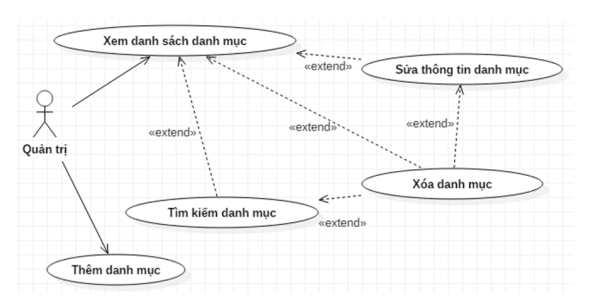 Xem danh sách danh mục
«extend»
Sửa thông tin danh mục
«extend»
«extend»
«extend»
Quản trị
Xóa danh mục
Tìm kiếm danh mục
«extend»
Thêm danh mục